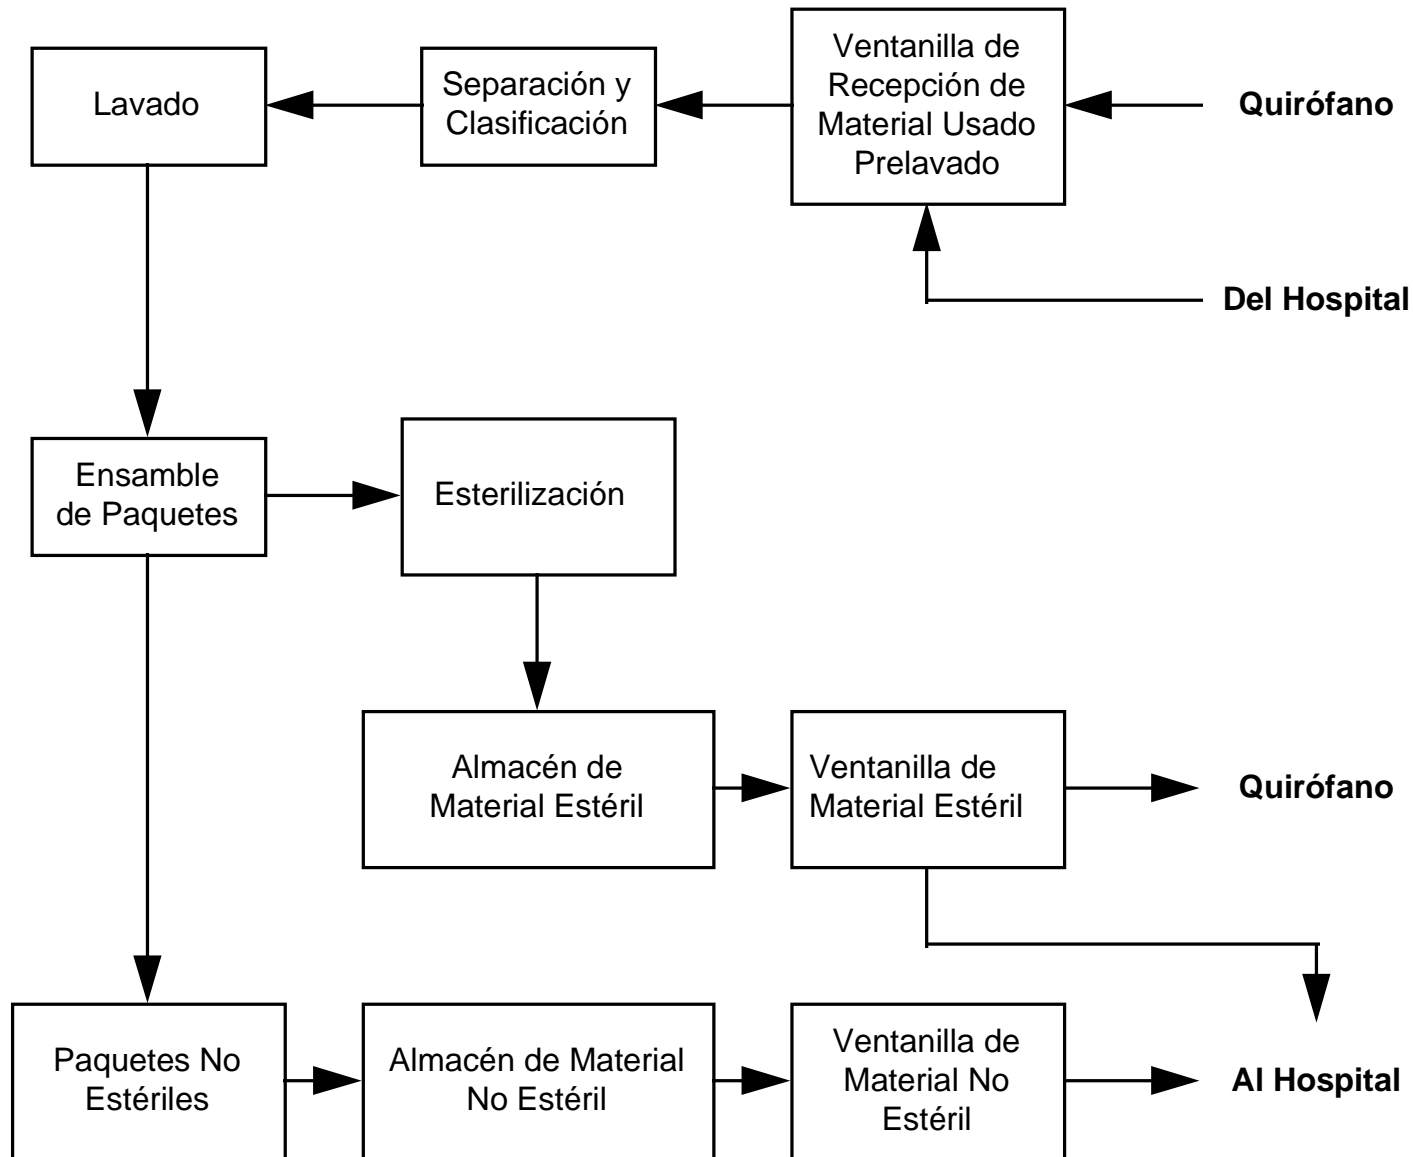 Lavado
Separación y
Clasificación
Ventanilla de
Recepción de
Material Usado
Prelavado
Quirófano
Del Hospital
Ensamble
de Paquetes
Esterilización
Almacén de
Material Estéril
Ventanilla de
Material Estéril
Quirófano
Paquetes No
Estériles
Almacén de Material
No Estéril
Ventanilla de
Material No
Estéril
Al Hospital